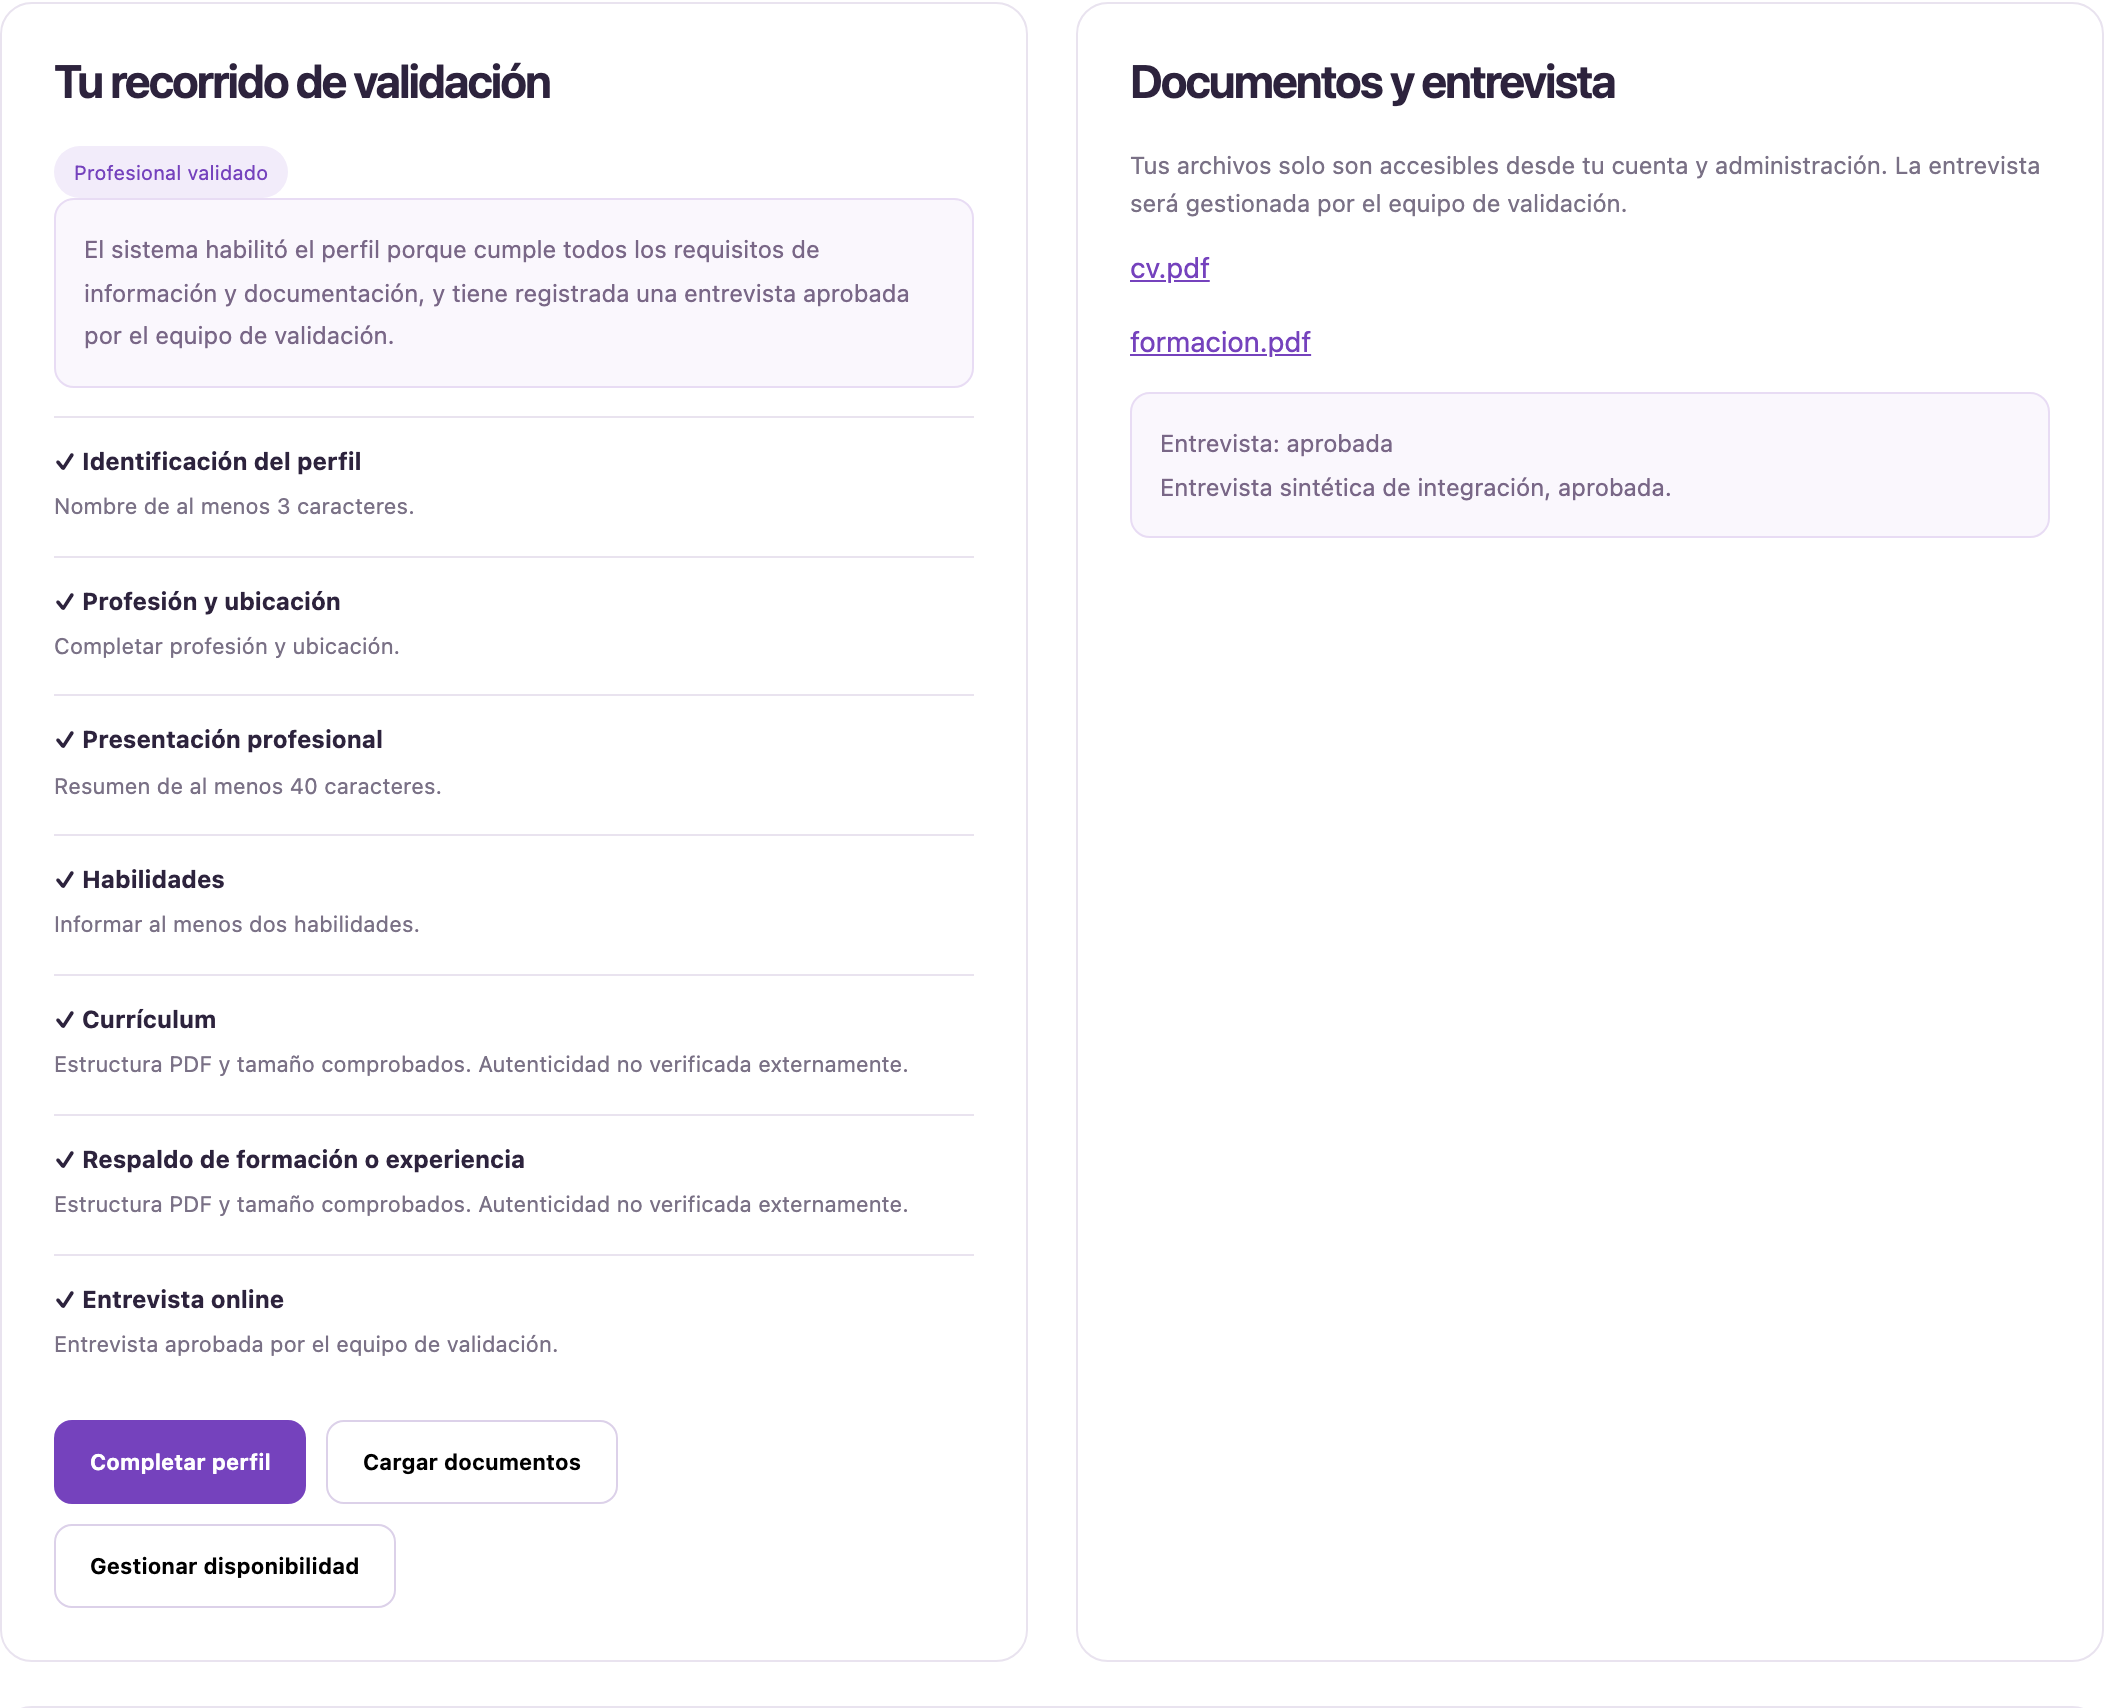 Tu recorrido de validación
Profesional validado
El sistema habilitó el perfil porque cumple todos los requisitos de
información y documentación, y tiene registrada una entrevista aprobada
por el equipo de validación.
✓ Identificación del perfil
Nombre de al menos 3 caracteres.
✓ Profesión y ubicación
Completar profesión y ubicación.
✓ Presentación profesional
Resumen de al menos 40 caracteres.
✓ Habilidades
Informar al menos dos habilidades.
✓ Currículum
Estructura PDF y tamaño comprobados. Autenticidad no verificada externamente.
✓ Respaldo de formación o experiencia
Estructura PDF y tamaño comprobados. Autenticidad no verificada externamente.
✓ Entrevista online
Entrevista aprobada por el equipo de validación.
Completar perfil
Cargar documentos
Gestionar disponibilidad
Documentos y entrevista
Tus archivos solo son accesibles desde tu cuenta y administración. La entrevista
será gestionada por el equipo de validación.
cv.pdf
formacion.pdf
Entrevista: aprobada
Entrevista sintética de integración, aprobada.